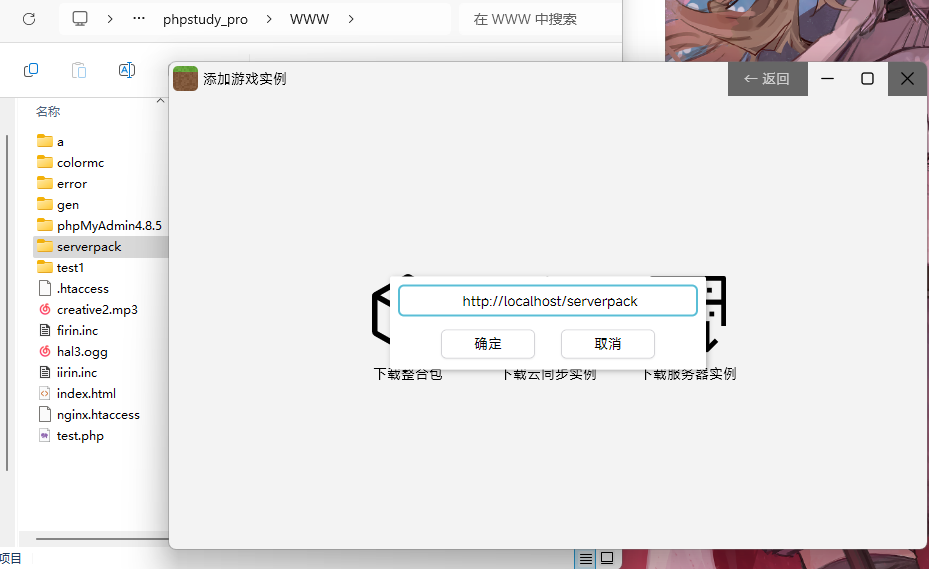 ··· phpstudy_pro > WWW >
在 WWW 中搜索
添加游戏实例
← 返回
名称
a
colormc
error
gen
phpMyAdmin4.8.5
serverpack
test1
.htaccess
creative2.mp3
firin.inc
hal3.ogg
iirin.inc
index.html
nginx.htaccess
test.php
http://localhost/serverpack
确定
取消
下载整合包
下载云同步实例
下载服务器实例
项目